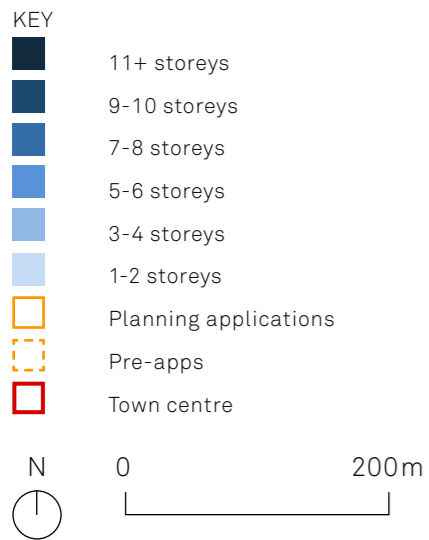 KEY
11+ storeys
9-10 storeys
7-8 storeys
5-6 storeys
3-4 storeys
1-2 storeys
Planning applications
Pre-apps
Town centre
N 0 200m